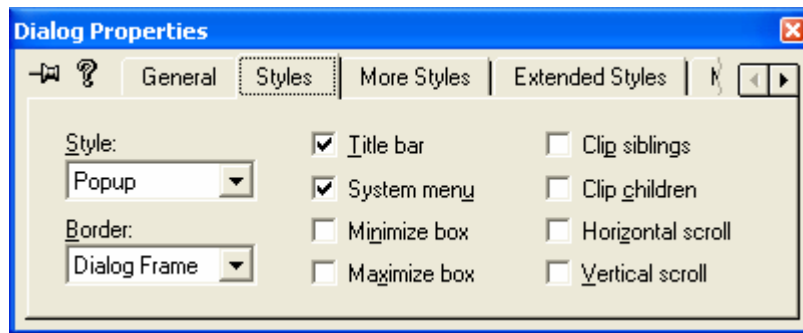 Dialog Properties
General Styles More Styles Extended Styles
Style:
Popup
Border:
Dialog Frame
Title bar
System menu
Minimize box
Maximize box
Clip siblings
Clip children
Horizontal scroll
Vertical scroll